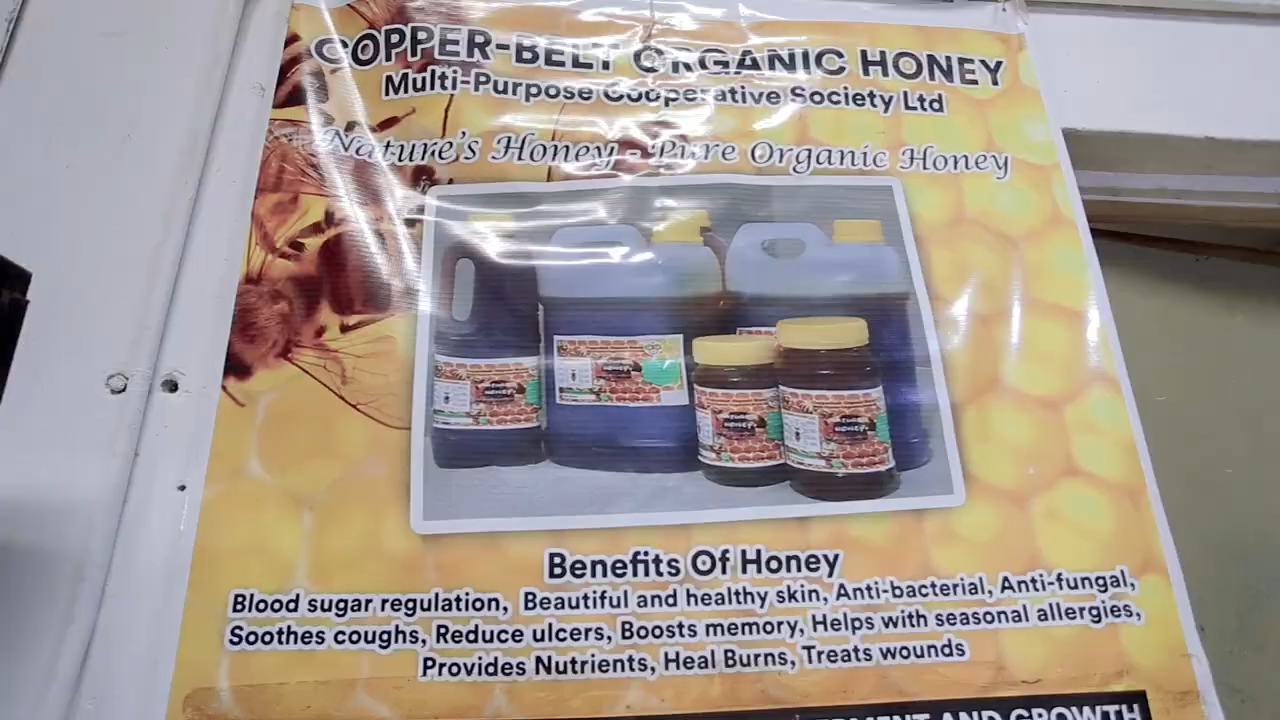 COPPER-BELT ORGANIC HONEY
Multi-Purpose Cooperative Society Ltd
Nature's Honey - Pure Organic Honey
Benefits Of Honey
Blood sugar regulation, Beautiful and healthy skin, Anti-bacterial, Anti-fungal,
Soothes coughs, Reduce ulcers, Boosts memory, Helps with seasonal allergies,
Provides Nutrients, Heal Burns, Treats wounds
AND GROWTH